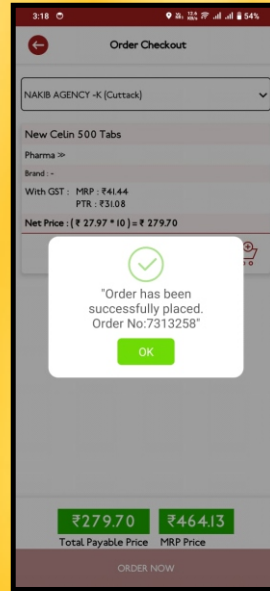 3:18
54%
Order Checkout
NAKIB AGENCY -K (Cuttack)
New Celin 500 Tabs
Pharma >>
Brand : -
With GST : MRP : ₹41.44
PTR : ₹31.08
Net Price : ( ₹ 27.97 * 10 ) = ₹ 279.70
"Order has been
successfully placed.
Order No:7313258"
OK
₹279.70 ₹464.13
Total Payable Price MRP Price
ORDER NOW